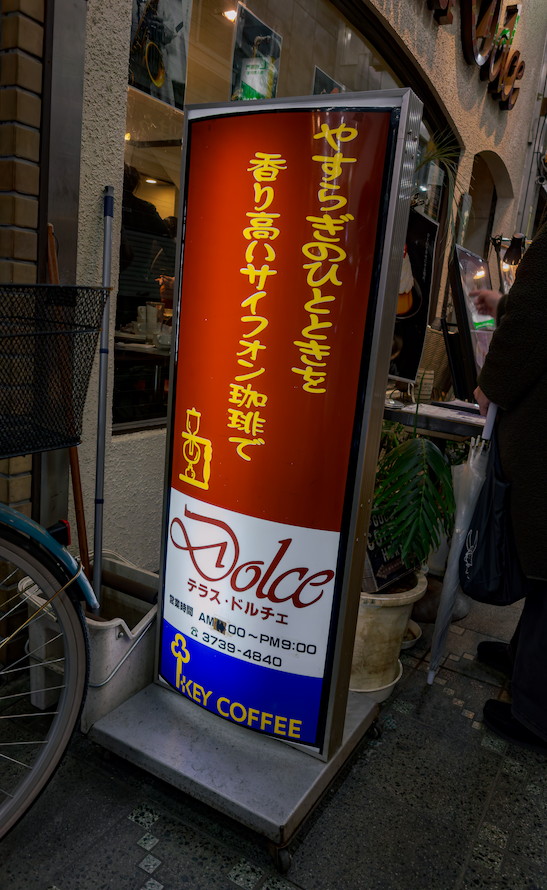 やすらぎのひとときを
香り高いサイフォン珈琲で
Dolce
テラス・ドルチェ
営業時間 AM 00~PM9:00
☎ 3739-4840
KEY COFFEE